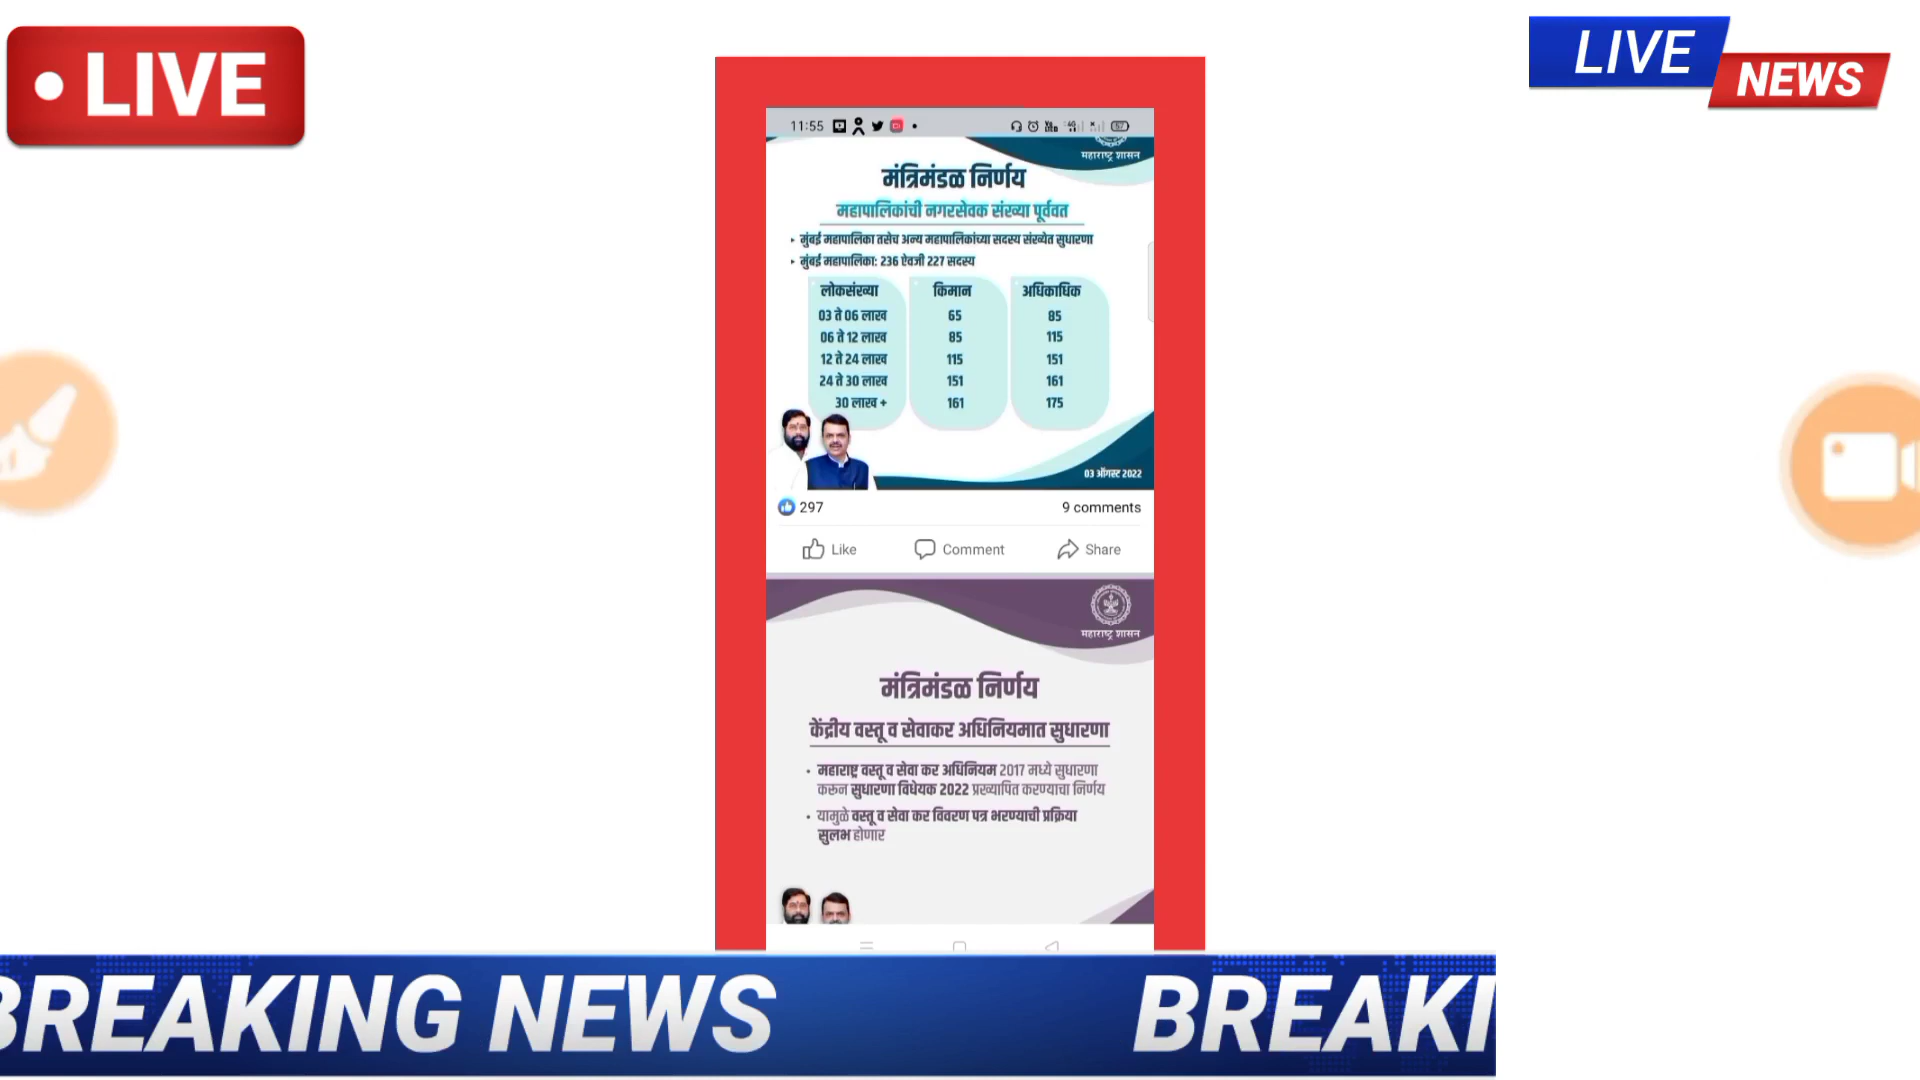 LIVE
LIVE
NEWS
11:55
महाराष्ट्र शासन
मंत्रिमंडळ निर्णय
महापालिकांची नगरसेवक संख्या पूर्ववत
मुंबई महापालिका तसेच अन्य महापालिकांच्या सदस्य संख्येत सुधारणा
मुंबई महापालिका: 236 ऐवजी 227 सदस्य
लोकसंख्या किमान अधिकाधिक
03 ते 06 लाख 65 85
06 ते 12 लाख 85 115
12 ते 24 लाख 115 151
24 ते 30 लाख 151 161
30 लाख + 161 175
03 ऑगस्ट 2022
297 9 comments
Like Comment Share
महाराष्ट्र शासन
मंत्रिमंडळ निर्णय
केंद्रीय वस्तू व सेवाकर अधिनियमात सुधारणा
• महाराष्ट्र वस्तू व सेवा कर अधिनियम 2017 मध्ये सुधारणा
करून सुधारणा विधेयक 2022 प्रख्यापित करण्याचा निर्णय
• यामुळे वस्तू व सेवा कर विवरण पत्र भरण्याची प्रक्रिया
सुलभ होणार
BREAKING NEWS BREAKI